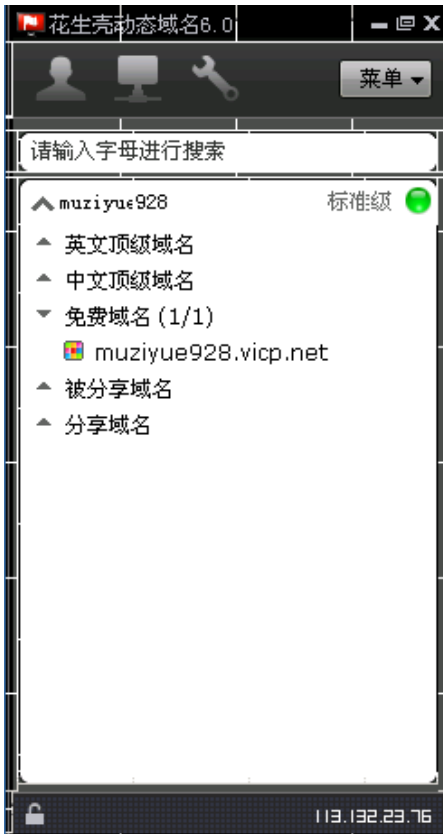 花生壳动态域名6.0
菜单
请输入字母进行搜索
muziyue928 标准级
英文顶级域名
中文顶级域名
免费域名 (1/1)
muziyue928.vicp.net
被分享域名
分享域名
113.132.23.76